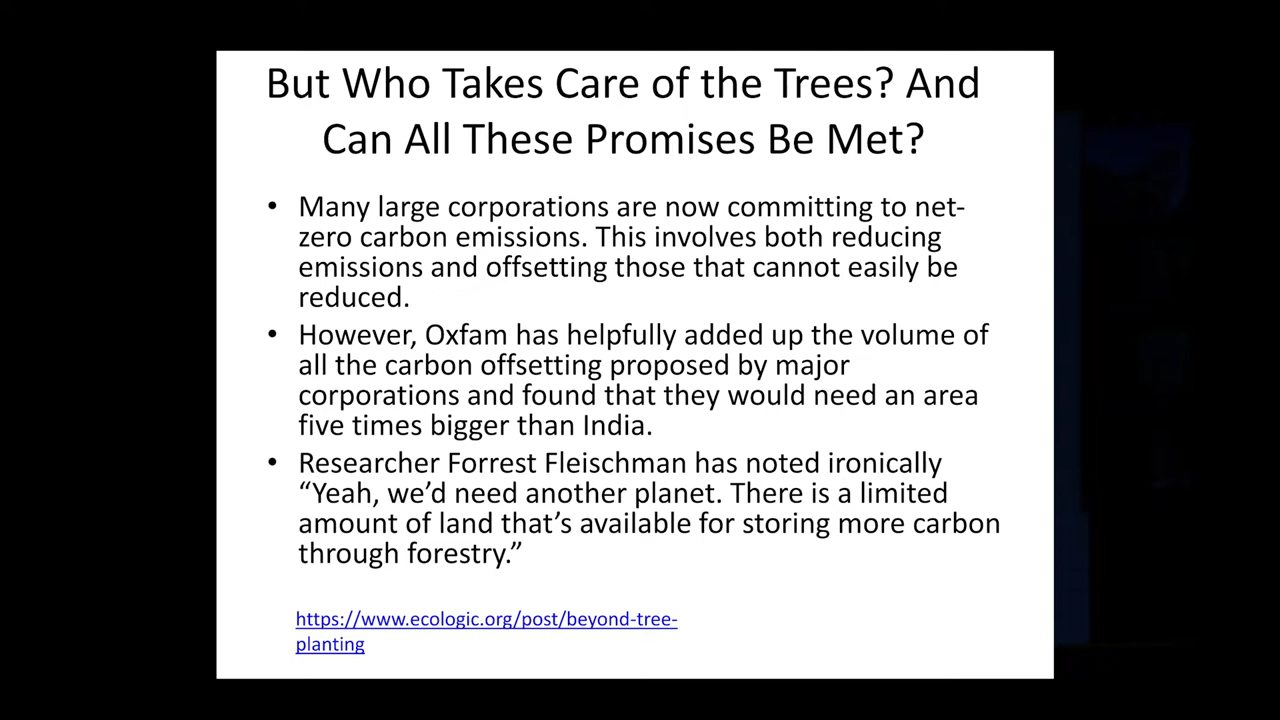 But Who Takes Care of the Trees? And
Can All These Promises Be Met?
• Many large corporations are now committing to net-
zero carbon emissions. This involves both reducing
emissions and offsetting those that cannot easily be
reduced.
• However, Oxfam has helpfully added up the volume of
all the carbon offsetting proposed by major
corporations and found that they would need an area
five times bigger than India.
• Researcher Forrest Fleischman has noted ironically
“Yeah, we’d need another planet. There is a limited
amount of land that’s available for storing more carbon
through forestry.”
https://www.ecologic.org/post/beyond-tree-
planting